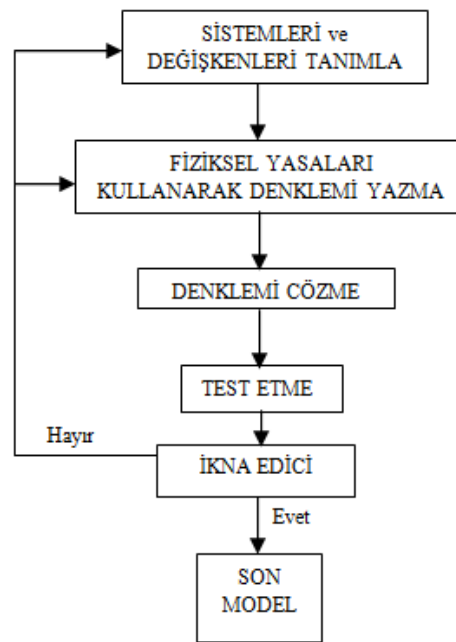 SİSTEMLERİ ve
DEĞİŞKENLERİ TANIMLA
FİZİKSEL YASALARI
KULLANARAK DENKLEMİ YAZMA
DENKLEMİ CÖZME
TEST ETME
Hayır
İKNA EDİCİ
Evet
SON
MODEL